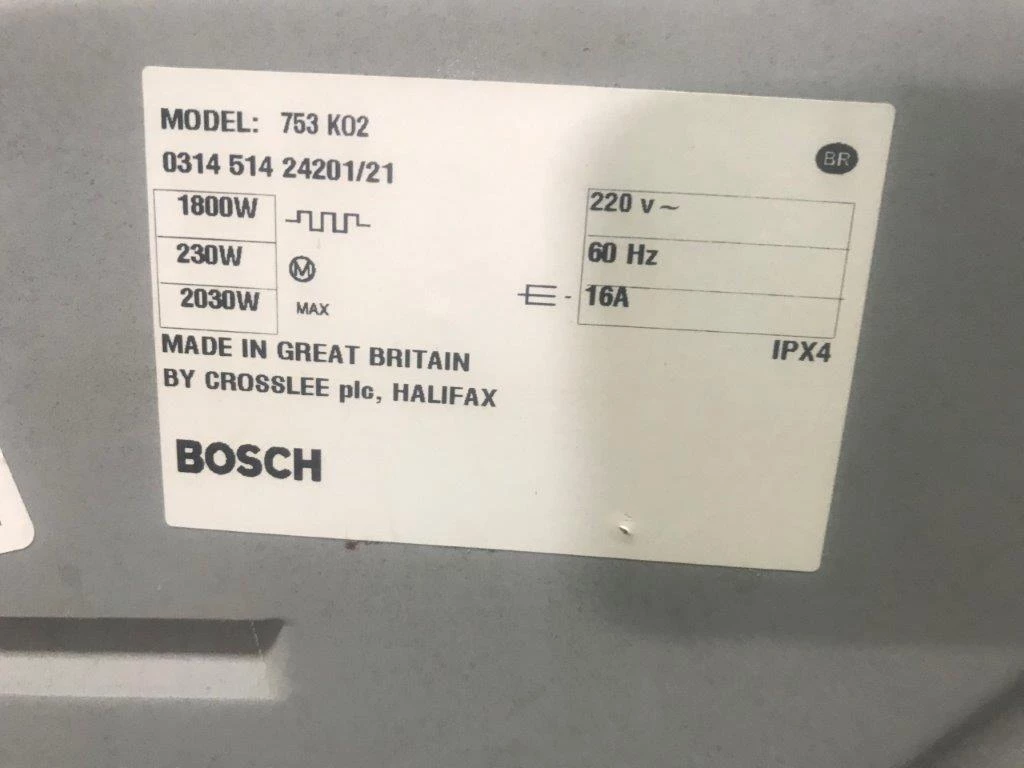 MODEL: 753 K02
BR
0314 514 24201/21
1800W
220 v ~
230W
M
60 Hz
2030W MAX
16A
MADE IN GREAT BRITAIN
IPX4
BY CROSSLEE plc, HALIFAX
BOSCH